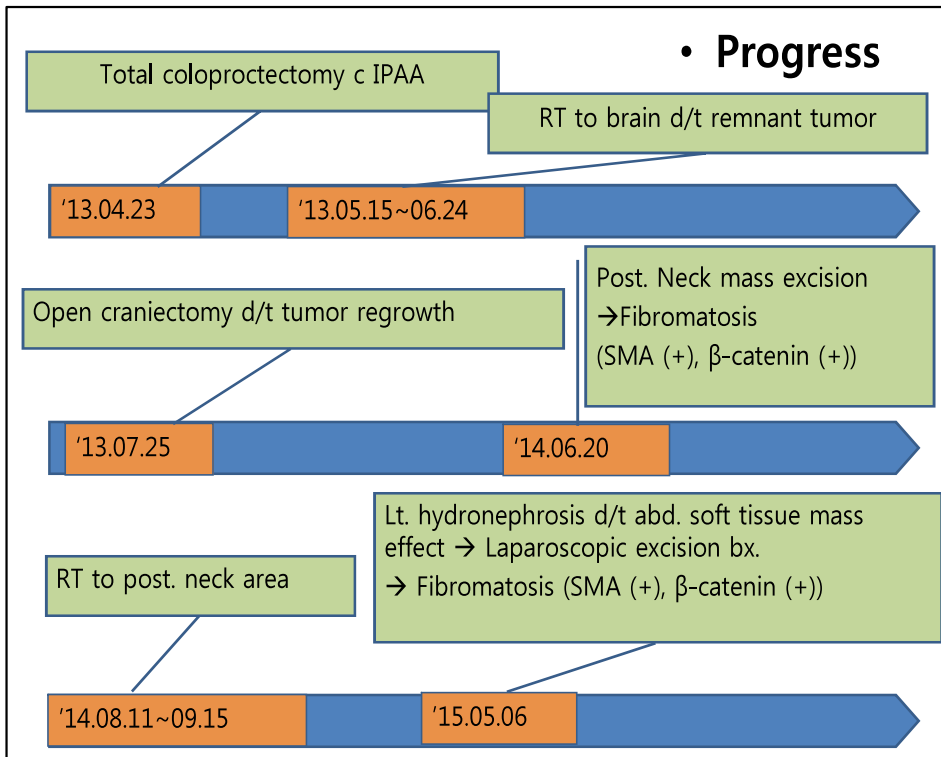 • Progress
Total coloproctectomy c IPAA
RT to brain d/t remnant tumor
'13.04.23
'13.05.15~06.24
Open craniectomy d/t tumor regrowth
Post. Neck mass excision
→Fibromatosis
(SMA (+), β-catenin (+))
'13.07.25
'14.06.20
RT to post. neck area
Lt. hydronephrosis d/t abd. soft tissue mass
effect → Laparoscopic excision bx.
→ Fibromatosis (SMA (+), β-catenin (+))
'14.08.11~09.15
'15.05.06